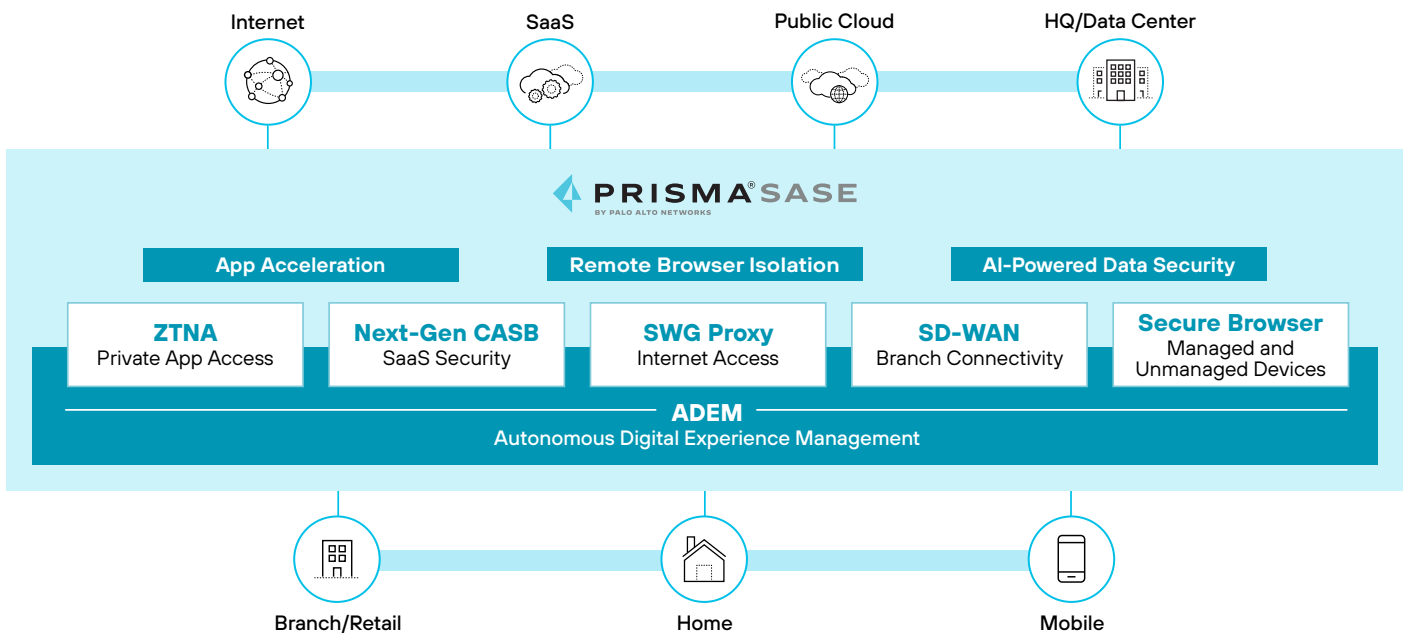 Internet
SaaS
Public Cloud
HQ/Data Center
PRISMA® SASE
BY PALO ALTO NETWORKS
App Acceleration
Remote Browser Isolation
AI-Powered Data Security
ZTNA
Private App Access
Next-Gen CASB
SaaS Security
SWG Proxy
Internet Access
SD-WAN
Branch Connectivity
Secure Browser
Managed and
Unmanaged Devices
ADEM
Autonomous Digital Experience Management
Branch/Retail
Home
Mobile